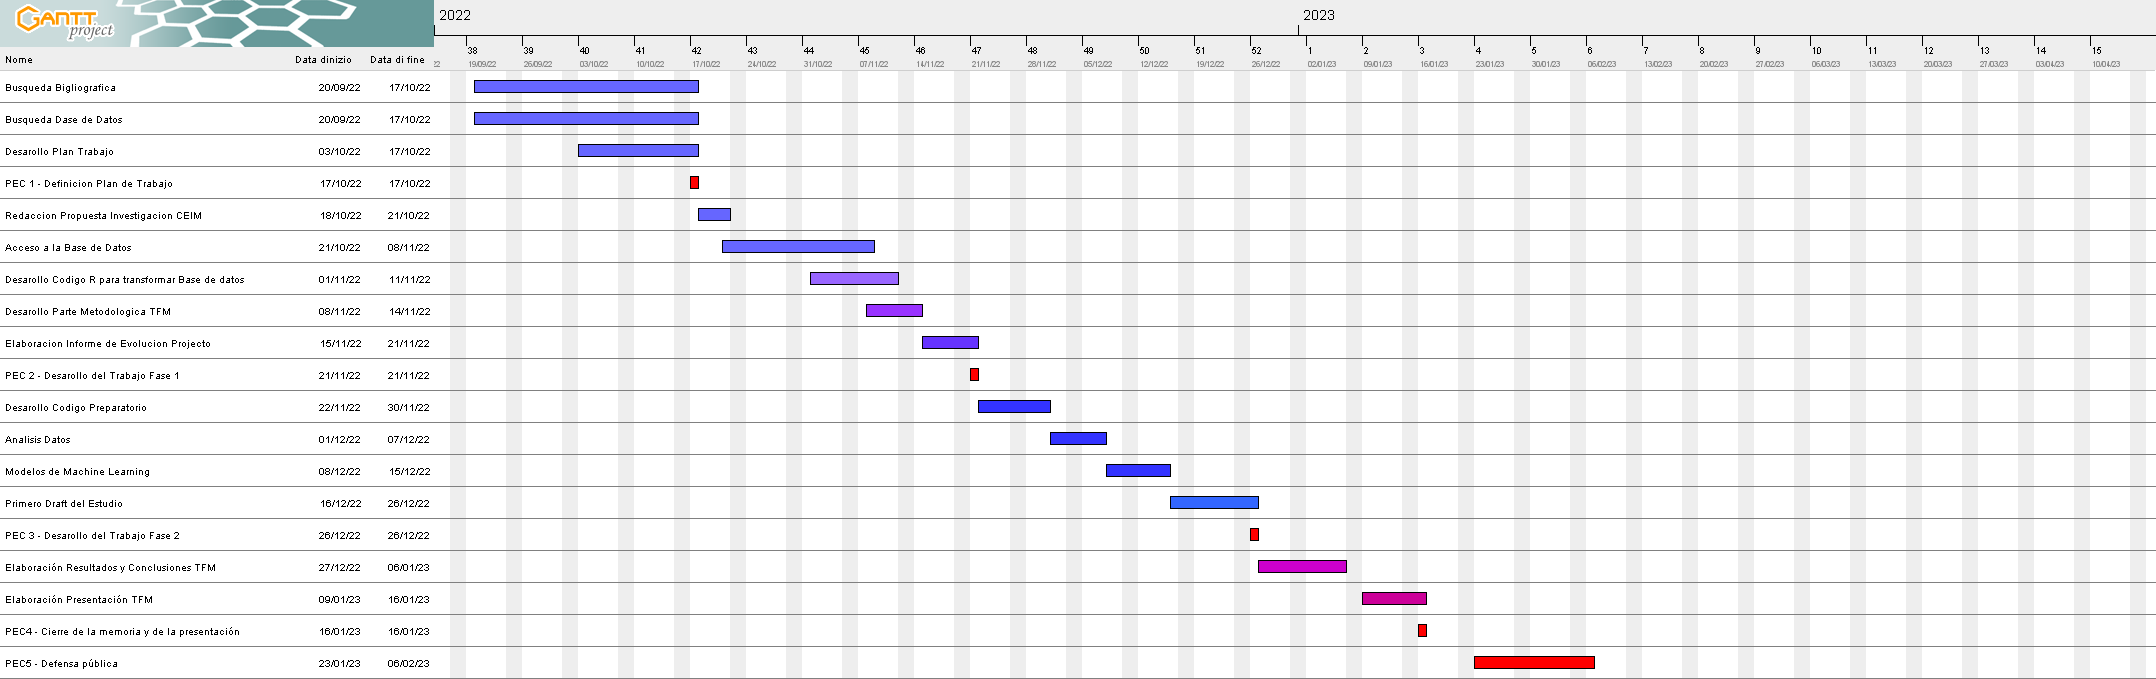 GANTT
project
2022 2023
38 39 40 41 42 43 44 45 46 47 48 49 50 51 52 1 2 3 4 5 6 7 8 9 10 11 12 13 14 15
Nome Data dinizio Data di fine 22 19/09/22 26/09/22 03/10/22 10/10/22 17/10/22 24/10/22 31/10/22 07/11/22 14/11/22 21/11/22 28/11/22 05/12/22 12/12/22 19/12/22 26/12/22 02/01/23 09/01/23 16/01/23 23/01/23 30/01/23 06/02/23 13/02/23 20/02/23 27/02/23 06/03/23 13/03/23 20/03/23 27/03/23 03/04/23 10/04/23
Busqueda Bigliografica 20/09/22 17/10/22
Busqueda Dase de Datos 20/09/22 17/10/22
Desarollo Plan Trabajo 03/10/22 17/10/22
PEC 1 - Definicion Plan de Trabajo 17/10/22 17/10/22
Redaccion Propuesta Investigacion CEIM 18/10/22 21/10/22
Acceso a la Base de Datos 21/10/22 08/11/22
Desarollo Codigo R para transformar Base de datos 01/11/22 11/11/22
Desarollo Parte Metodologica TFM 08/11/22 14/11/22
Elaboracion Informe de Evolucion Projecto 15/11/22 21/11/22
PEC 2 - Desarollo del Trabajo Fase 1 21/11/22 21/11/22
Desarollo Codigo Preparatorio 22/11/22 30/11/22
Analisis Datos 01/12/22 07/12/22
Modelos de Machine Learning 08/12/22 15/12/22
Primero Draft del Estudio 16/12/22 26/12/22
PEC 3 - Desarollo del Trabajo Fase 2 26/12/22 26/12/22
Elaboración Resultados y Conclusiones TFM 27/12/22 06/01/23
Elaboración Presentación TFM 09/01/23 16/01/23
PEC4 - Cierre de la memoria y de la presentación 16/01/23 16/01/23
PEC5 - Defensa pública 23/01/23 06/02/23